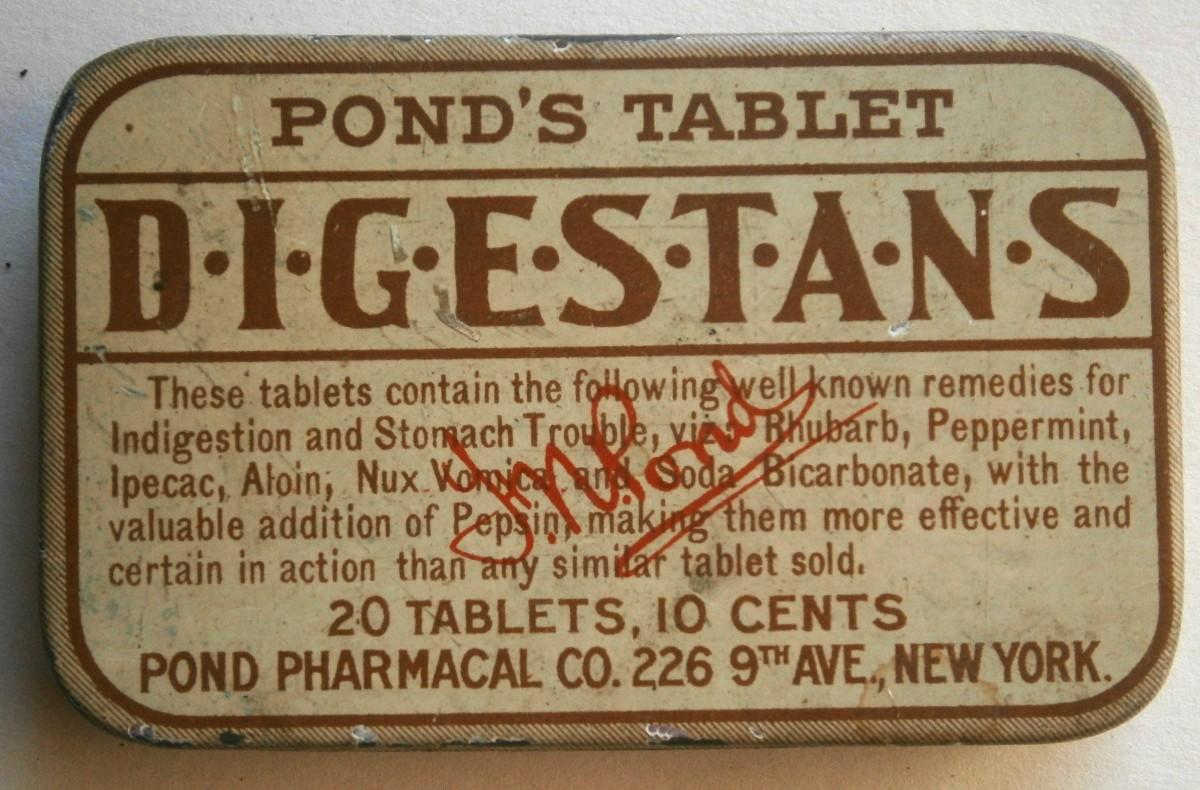 POND'S TABLET
D·I·G·E·S·T·A·N·S
These tablets contain the following well known remedies for
Indigestion and Stomach Trouble, viz. Rhubarb, Peppermint,
Ipecac, Aloin, Nux Vomica and Soda Bicarbonate, with the
valuable addition of Pepsin, making them more effective and
certain in action than any similar tablet sold.
Pond
20 TABLETS, 10 CENTS
POND PHARMACAL CO. 226 9TH AVE., NEW YORK.